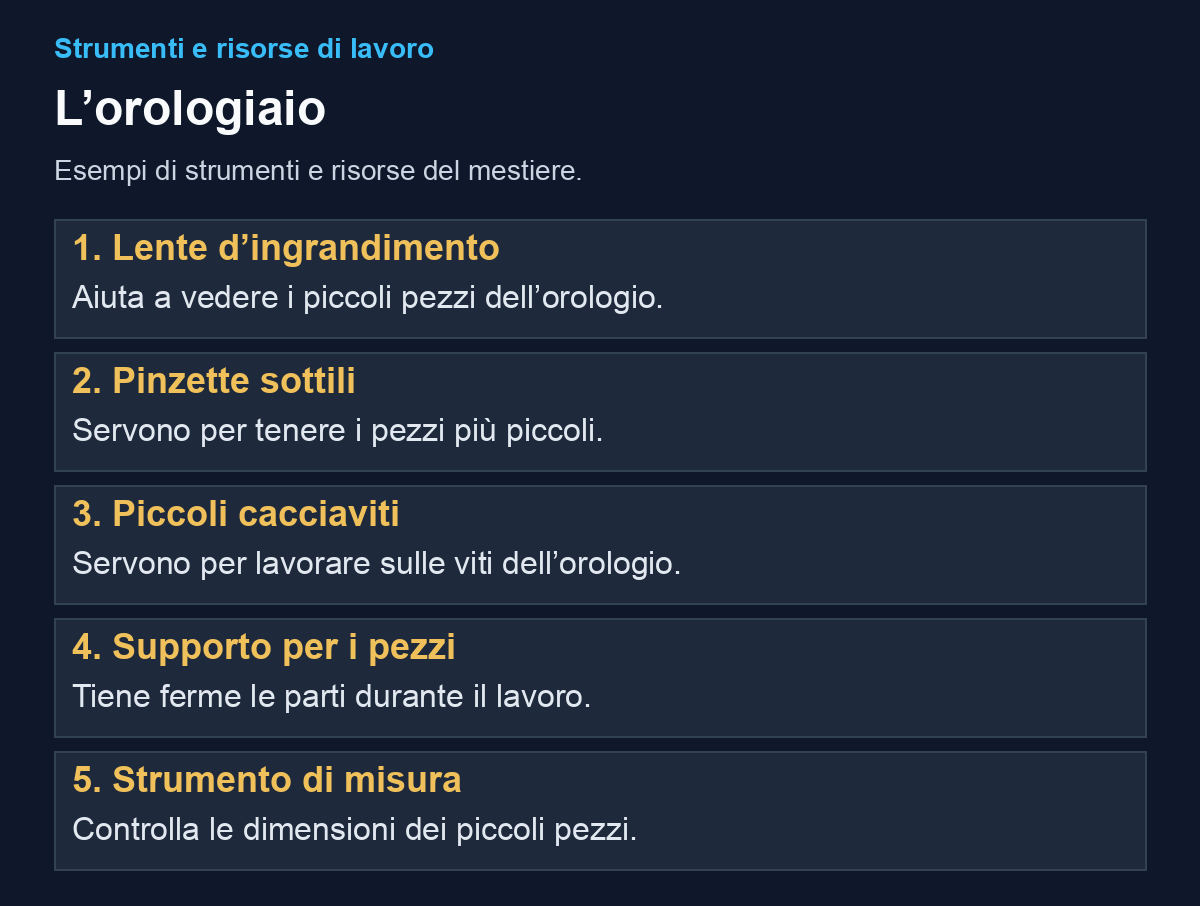 Strumenti e risorse di lavoro
L’orologiaio
Esempi di strumenti e risorse del mestiere.
1. Lente d’ingrandimento
Aiuta a vedere i piccoli pezzi dell’orologio.
2. Pinzette sottili
Servono per tenere i pezzi più piccoli.
3. Piccoli cacciaviti
Servono per lavorare sulle viti dell’orologio.
4. Supporto per i pezzi
Tiene ferme le parti durante il lavoro.
5. Strumento di misura
Controlla le dimensioni dei piccoli pezzi.